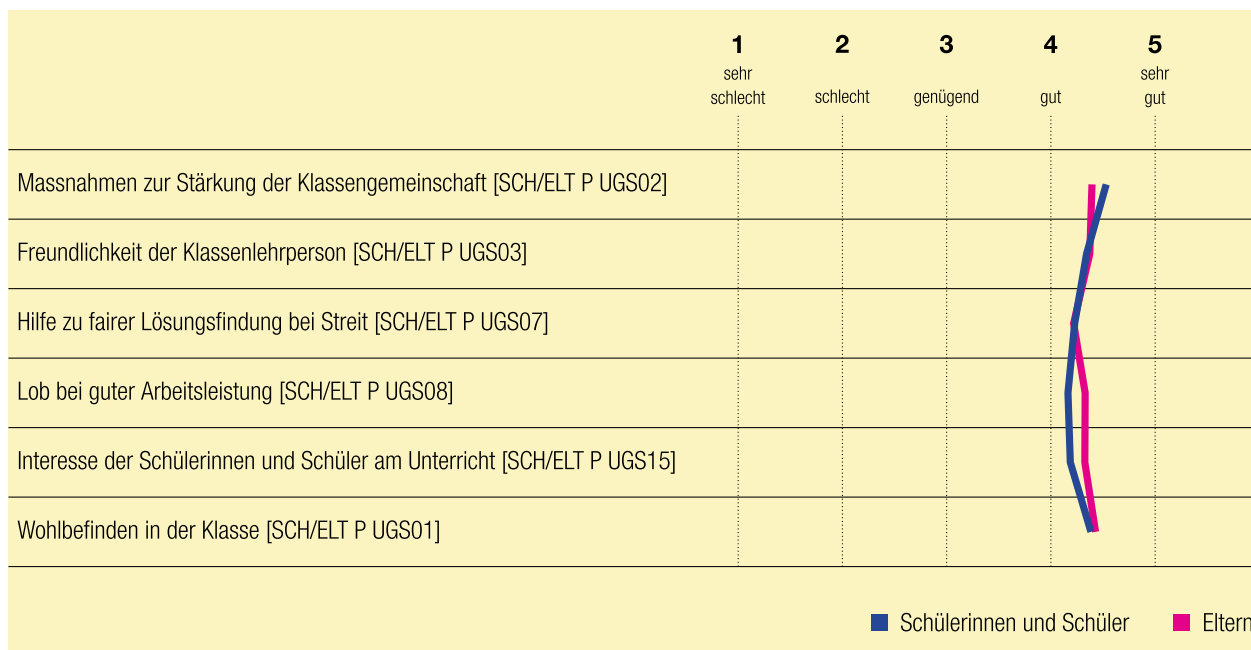 1 2 3 4 5
sehr sehr
schlecht schlecht genügend gut gut
Massnahmen zur Stärkung der Klassengemeinschaft [SCH/ELT P UGS02]
Freundlichkeit der Klassenlehrperson [SCH/ELT P UGS03]
Hilfe zu fairer Lösungsfindung bei Streit [SCH/ELT P UGS07]
Lob bei guter Arbeitsleistung [SCH/ELT P UGS08]
Interesse der Schülerinnen und Schüler am Unterricht [SCH/ELT P UGS15]
Wohlbefinden in der Klasse [SCH/ELT P UGS01]
Schülerinnen und Schüler Eltern